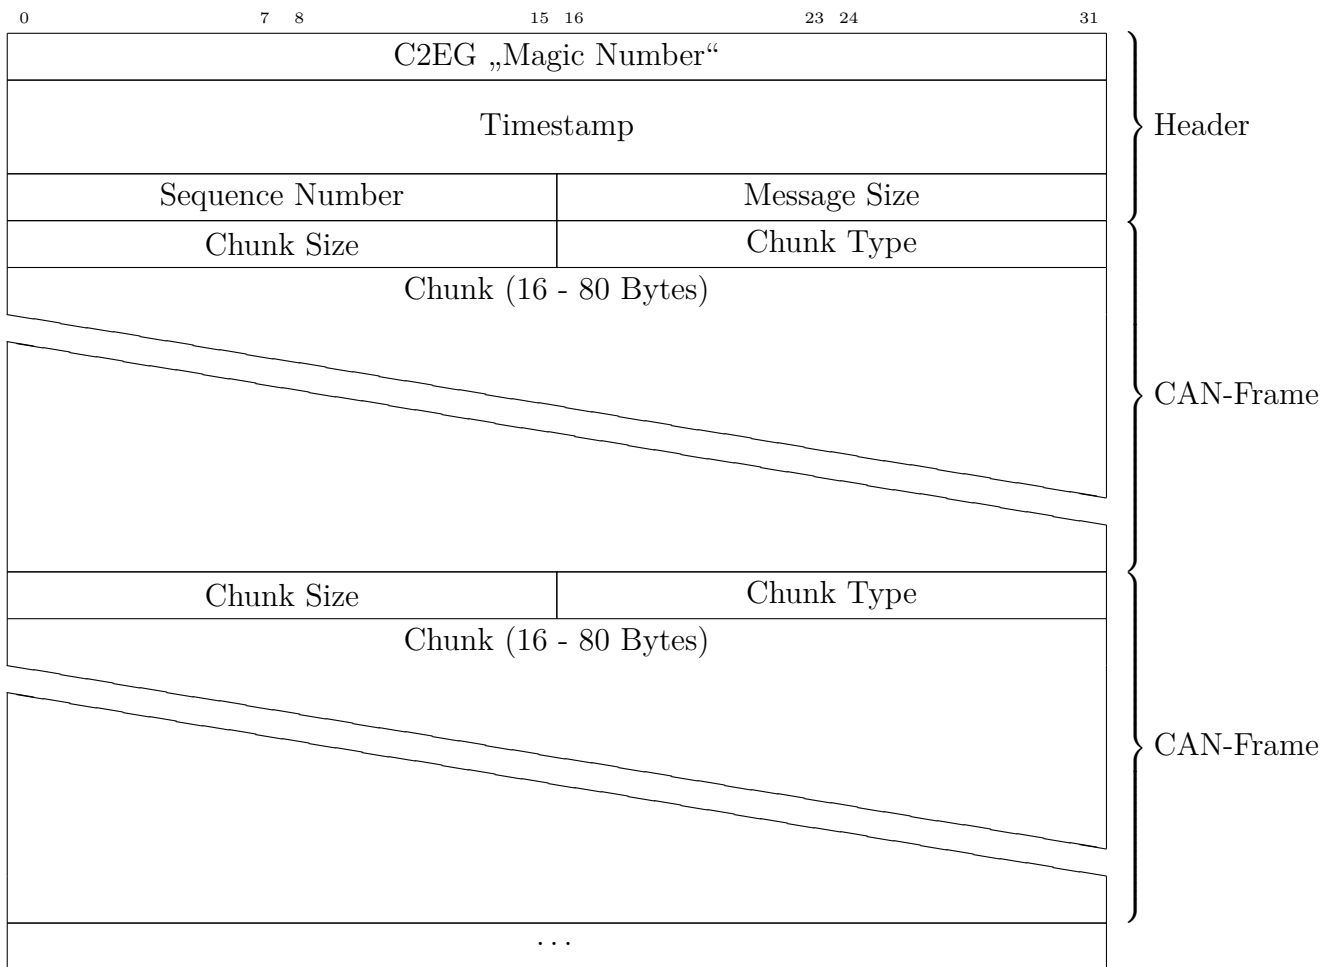 0 7 8 15 16 23 24 31
C2EG „Magic Number“
Timestamp
Header
Sequence Number Message Size
Chunk Size Chunk Type
Chunk (16 - 80 Bytes)
CAN-Frame
Chunk Size Chunk Type
Chunk (16 - 80 Bytes)
CAN-Frame
...